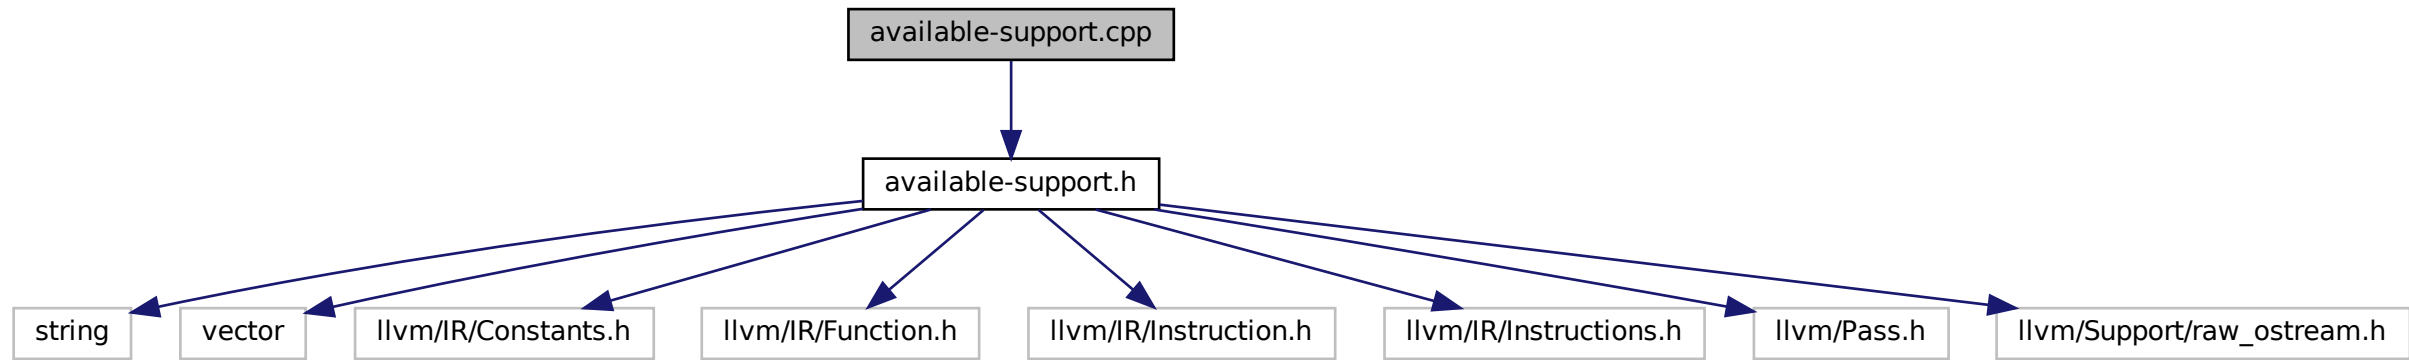 available-support.cpp
available-support.h
string
vector
llvm/IR/Constants.h
llvm/IR/Function.h
llvm/IR/Instruction.h
llvm/IR/Instructions.h
llvm/Pass.h
llvm/Support/raw_ostream.h